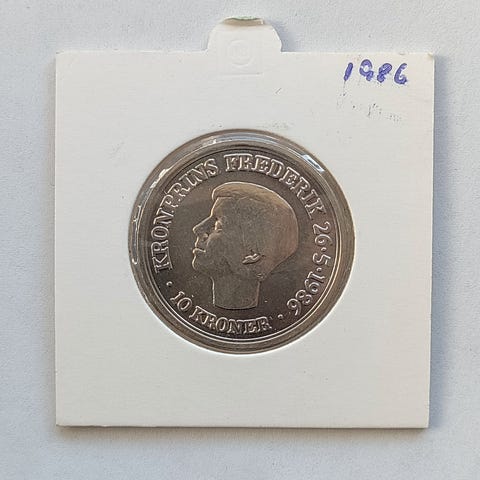 1986
KRONPRINS FREDERIK 26·5·1986
· 10 KRONER ·